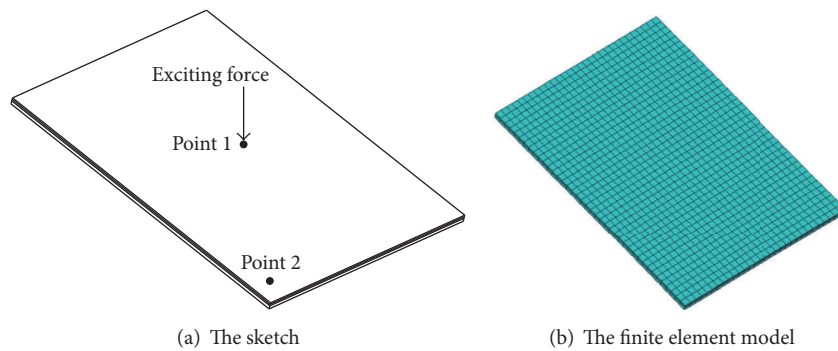 Exciting force
Point 1
Point 2
(a) The sketch
(b) The finite element model